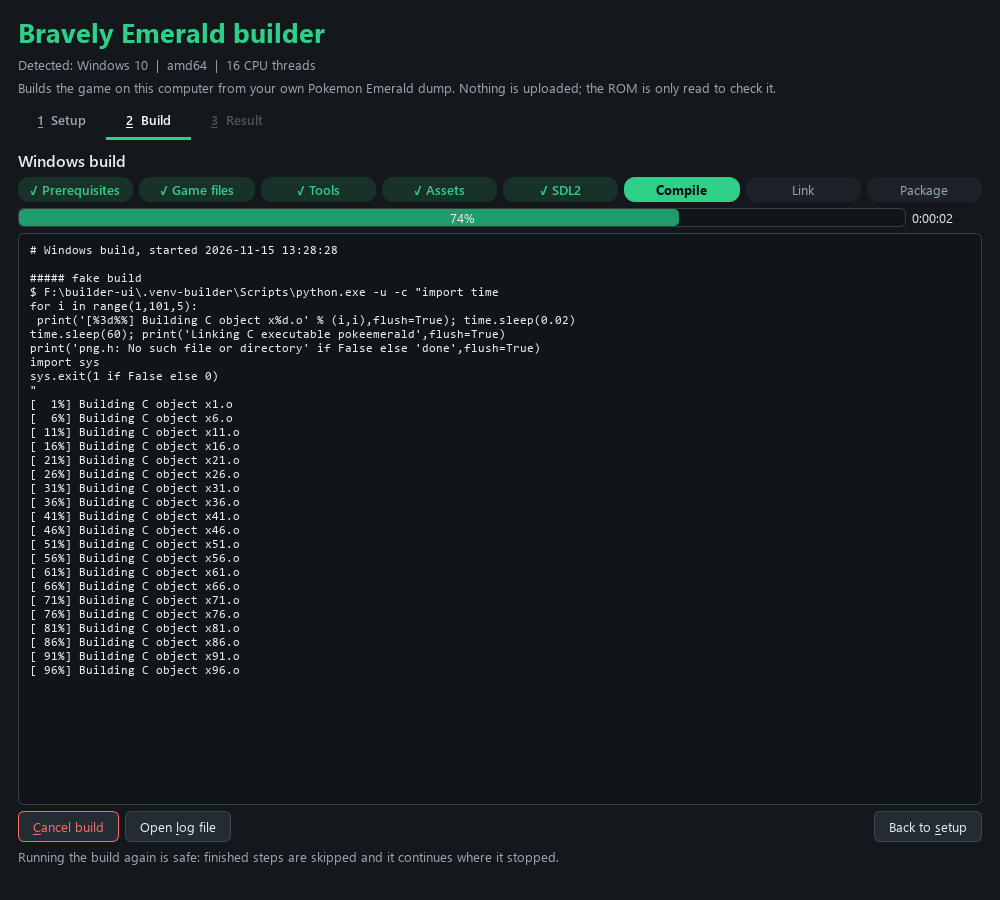 Bravely Emerald builder
Detected: Windows 10 | amd64 | 16 CPU threads
Builds the game on this computer from your own Pokemon Emerald dump. Nothing is uploaded; the ROM is only read to check it.
1 Setup 2 Build 3 Result
Windows build
✓ Prerequisites ✓ Game files ✓ Tools ✓ Assets ✓ SDL2 Compile Link Package
74% 0:00:02
# Windows build, started 2026-11-15 13:28:28
##### fake build
$ F:\builder-ui\.venv-builder\Scripts\python.exe -u -c "import time
for i in range(1,101,5):
 print('[%3d%%] Building C object x%d.o' % (i,i),flush=True); time.sleep(0.02)
time.sleep(60); print('Linking C executable pokeemerald',flush=True)
print('png.h: No such file or directory' if False else 'done',flush=True)
import sys
sys.exit(1 if False else 0)
"
[  1%] Building C object x1.o
[  6%] Building C object x6.o
[ 11%] Building C object x11.o
[ 16%] Building C object x16.o
[ 21%] Building C object x21.o
[ 26%] Building C object x26.o
[ 31%] Building C object x31.o
[ 36%] Building C object x36.o
[ 41%] Building C object x41.o
[ 46%] Building C object x46.o
[ 51%] Building C object x51.o
[ 56%] Building C object x56.o
[ 61%] Building C object x61.o
[ 66%] Building C object x66.o
[ 71%] Building C object x71.o
[ 76%] Building C object x76.o
[ 81%] Building C object x81.o
[ 86%] Building C object x86.o
[ 91%] Building C object x91.o
[ 96%] Building C object x96.o
Cancel build Open log file Back to setup
Running the build again is safe: finished steps are skipped and it continues where it stopped.